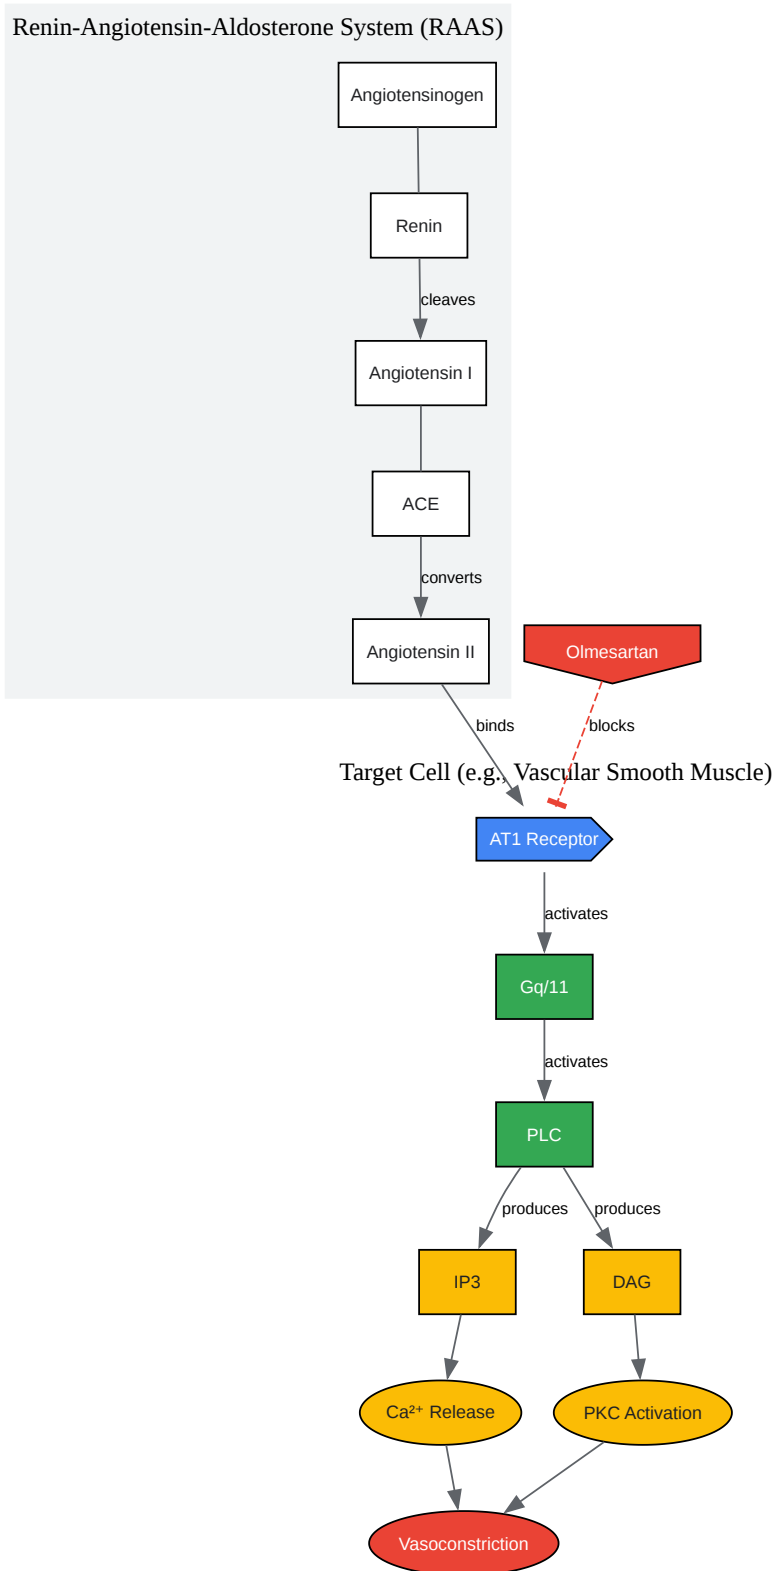 Renin-Angiotensin-Aldosterone System (RAAS)
Angiotensinogen
Renin
cleaves
Angiotensin I
ACE
converts
Angiotensin II
Olmesartan
binds
blocks
Target Cell (e.g., Vascular Smooth Muscle)
AT1 Receptor
activates
Gq/11
activates
PLC
produces
produces
IP3
DAG
Ca²⁺ Release
PKC Activation
Vasoconstriction